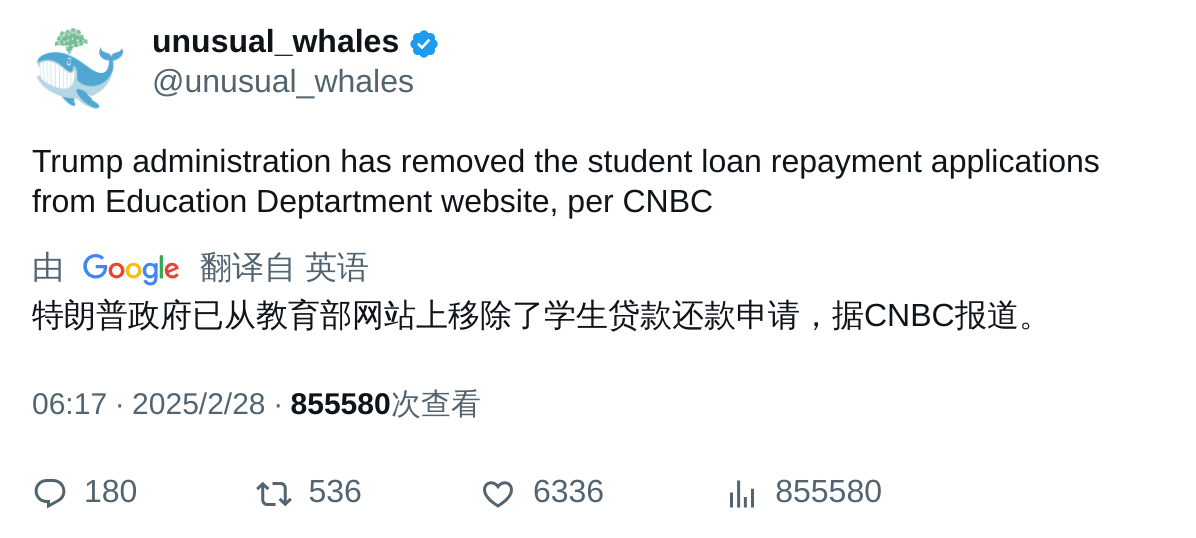 unusual_whales
@unusual_whales
Trump administration has removed the student loan repayment applications
from Education Deptartment website, per CNBC
由 Google 翻译自 英语
特朗普政府已从教育部网站上移除了学生贷款还款申请，据CNBC报道。
06:17 · 2025/2/28 · 855580次查看
180 536 6336 855580